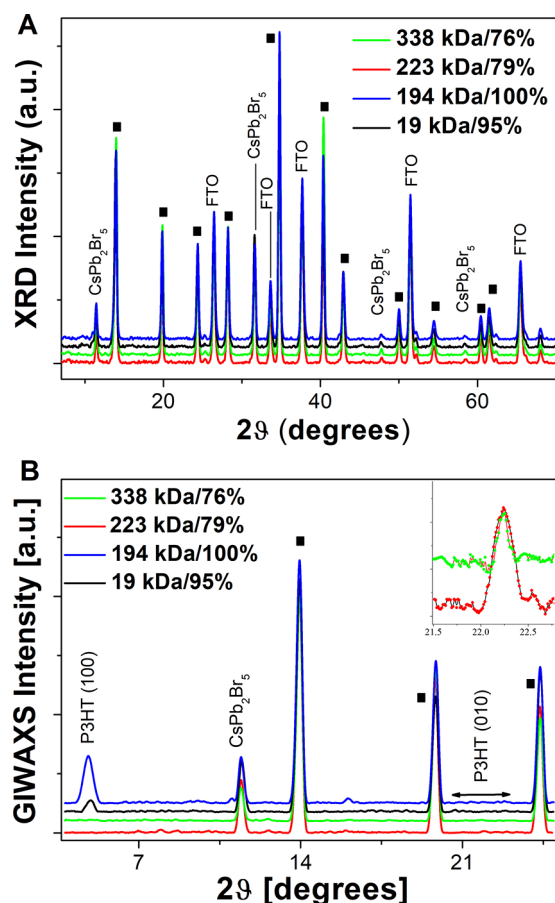 A
338 kDa/76%
223 kDa/79%
194 kDa/100%
19 kDa/95%
CsPb2Br5
FTO
CsPb2Br5
FTO
FTO
CsPb2Br5
FTO
CsPb2Br5
FTO
XRD Intensity (a.u.)
20
40
60
2ϑ (degrees)
B
338 kDa/76%
223 kDa/79%
194 kDa/100%
19 kDa/95%
21.5
22.0
22.5
P3HT (100)
CsPb2Br5
P3HT (010)
GIWAXS Intensity [a.u.]
7
14
21
2ϑ [degrees]